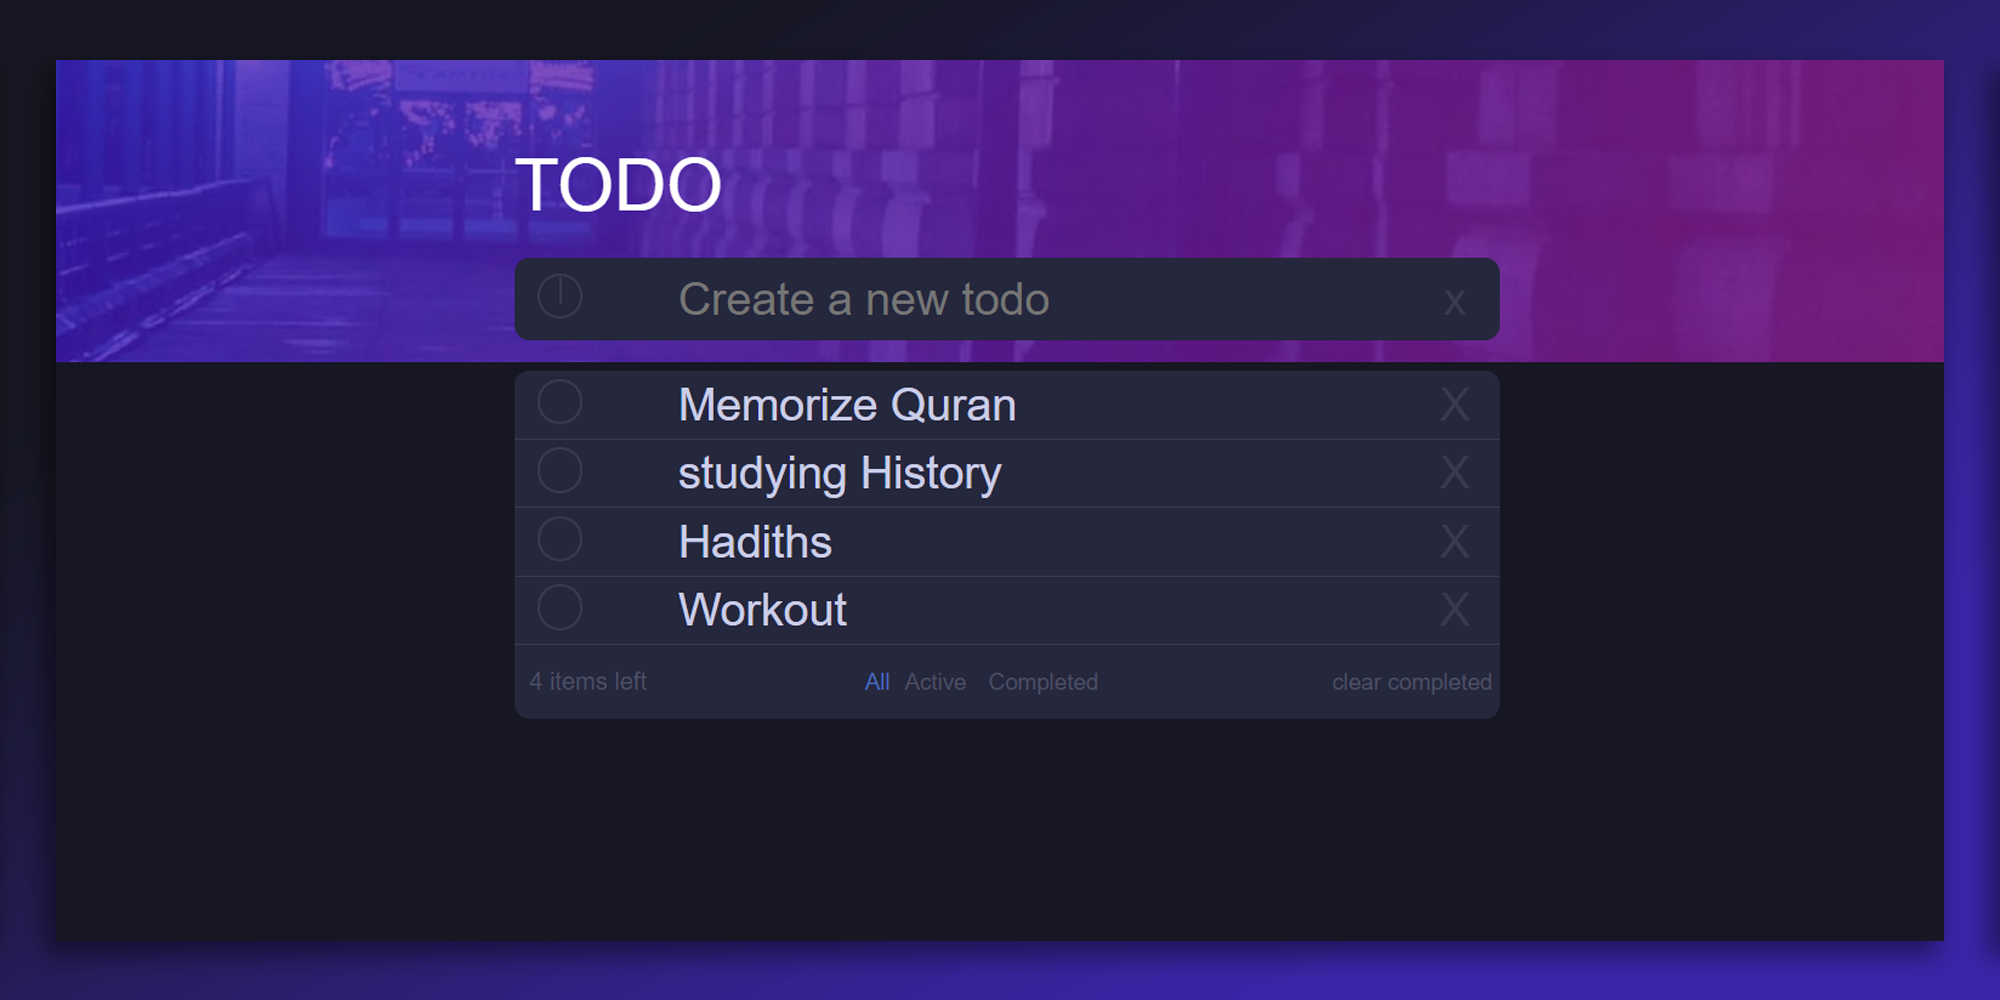 TODO
Create a new todo x
Memorize Quran X
studying History X
Hadiths X
Workout X
4 items left All Active Completed clear completed